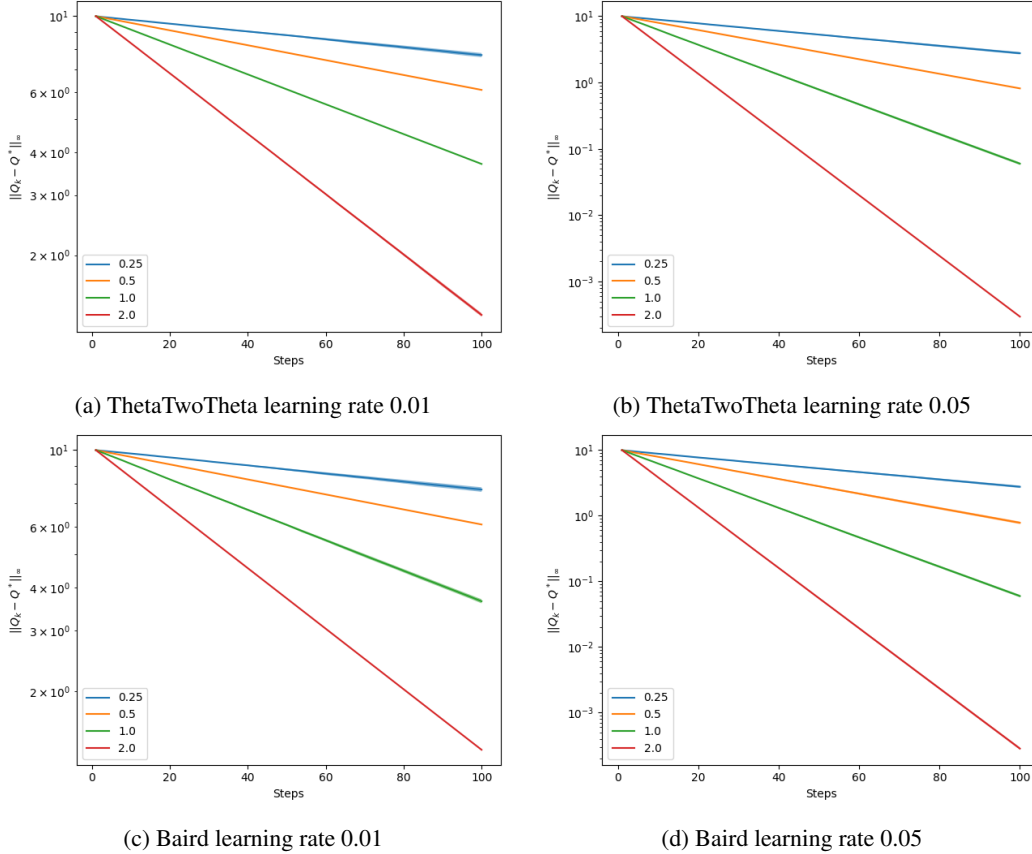 10^1
6 × 10^0
4 × 10^0
3 × 10^0
2 × 10^0
||Q_k − Q^*||_∞
0.25
0.5
1.0
2.0
0 20 40 60 80 100
Steps
(a) ThetaTwoTheta learning rate 0.01
10^1
10^0
10^−1
10^−2
10^−3
||Q_k − Q^*||_∞
0.25
0.5
1.0
2.0
0 20 40 60 80 100
Steps
(b) ThetaTwoTheta learning rate 0.05
10^1
6 × 10^0
4 × 10^0
3 × 10^0
2 × 10^0
||Q_k − Q^*||_∞
0.25
0.5
1.0
2.0
0 20 40 60 80 100
Steps
(c) Baird learning rate 0.01
10^1
10^0
10^−1
10^−2
10^−3
||Q_k − Q^*||_∞
0.25
0.5
1.0
2.0
0 20 40 60 80 100
Steps
(d) Baird learning rate 0.05